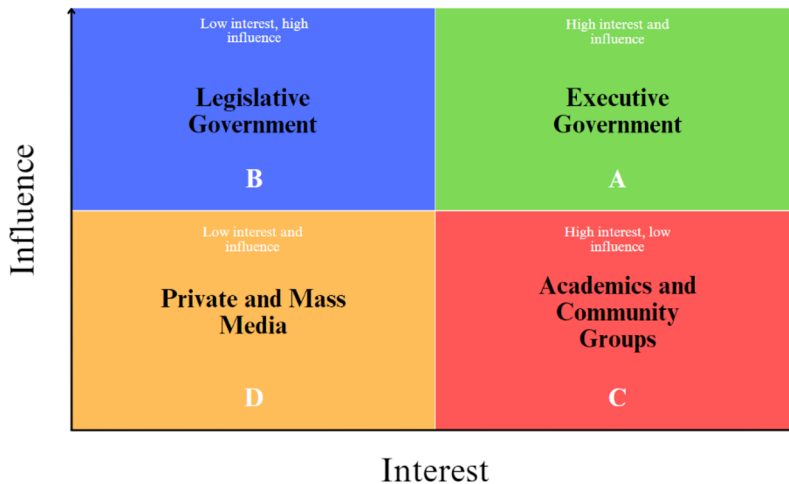 Low interest, high
influence
Legislative
Government
B
High interest and
influence
Executive
Government
A
Influence
Low interest and
influence
Private and Mass
Media
D
High interest, low
influence
Academics and
Community
Groups
C
Interest